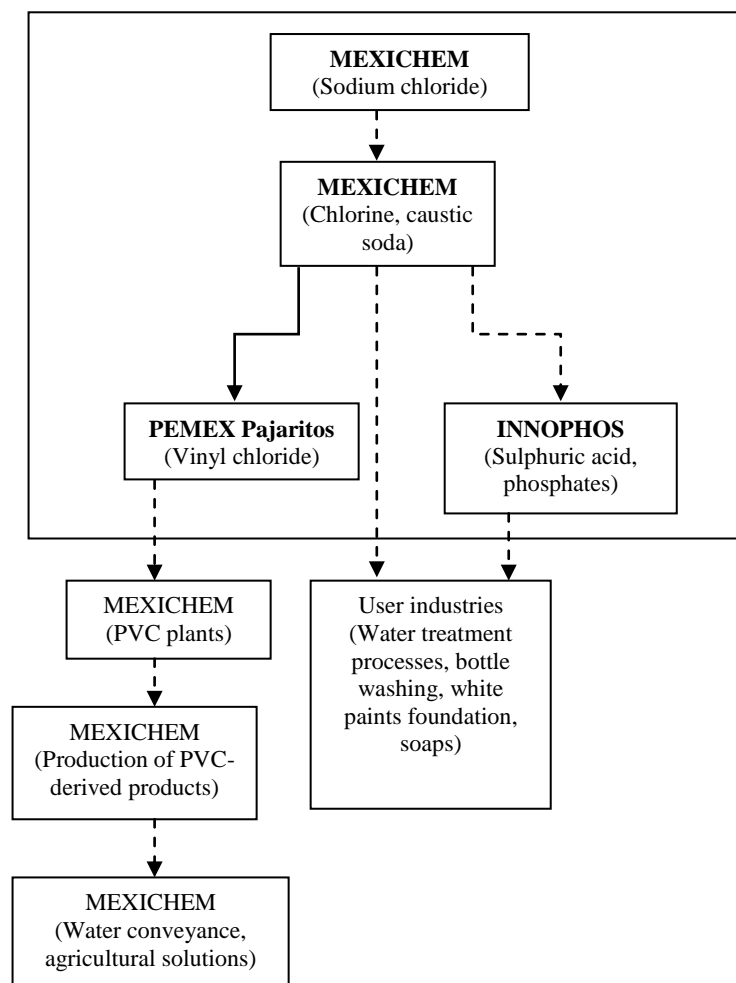 MEXICHEM
(Sodium chloride)
MEXICHEM
(Chlorine, caustic
soda)
PEMEX Pajaritos
(Vinyl chloride)
INNOPHOS
(Sulphuric acid,
phosphates)
MEXICHEM
(PVC plants)
User industries
(Water treatment
processes, bottle
washing, white
paints foundation,
soaps)
MEXICHEM
(Production of PVC-
derived products)
MEXICHEM
(Water conveyance,
agricultural solutions)